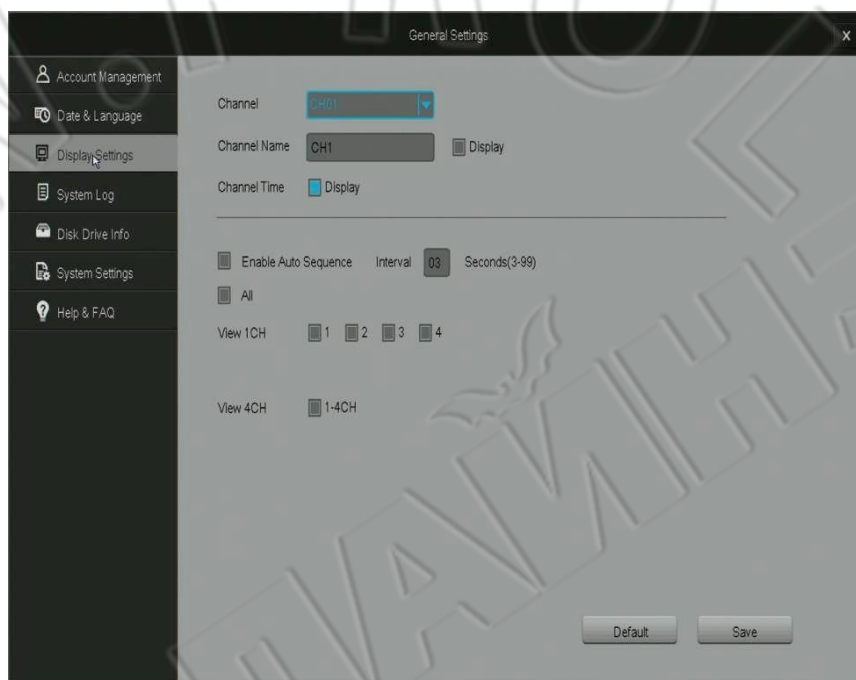 General Settings
X
Account Management
Date & Language
Display Settings
System Log
Disk Drive Info
System Settings
Help & FAQ
Channel CH01
Channel Name CH1 Display
Channel Time Display
Enable Auto Sequence Interval 03 Seconds(3-99)
All
View 1CH 1 2 3 4
View 4CH 1-4CH
Default Save